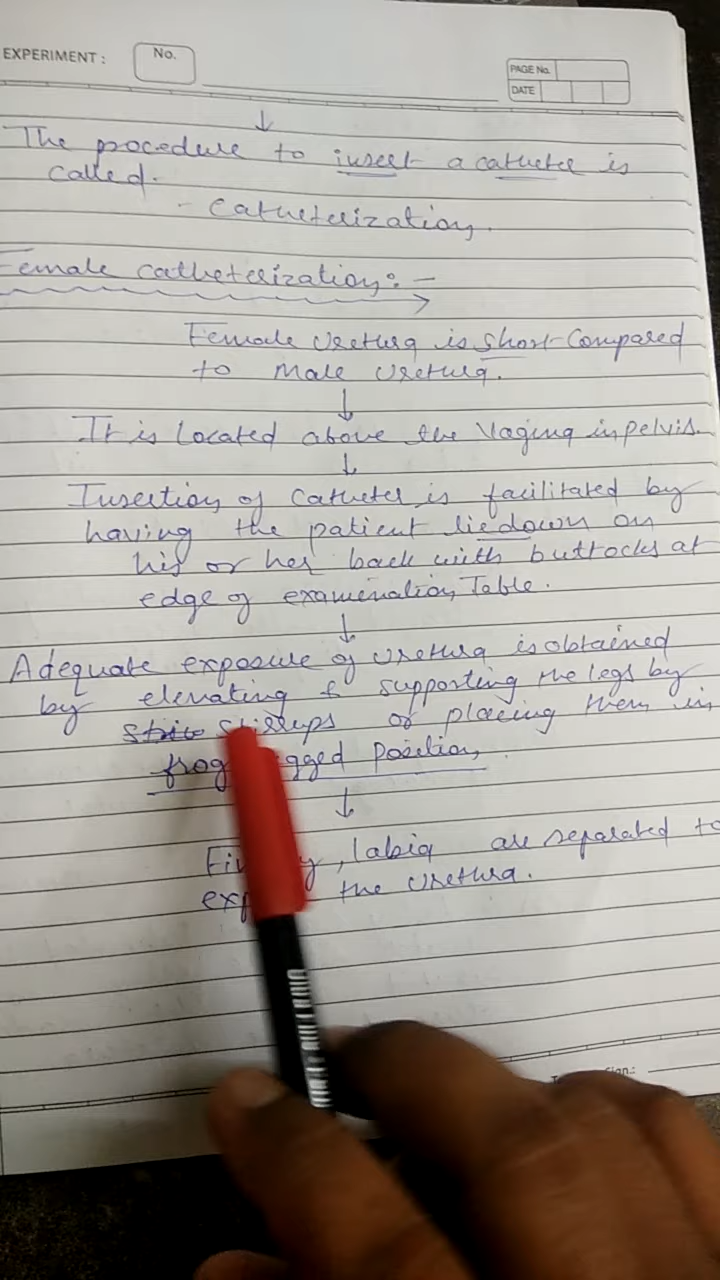 EXPERIMENT :
No.
PAGE No.
DATE
↓
The procedure to insert a catheter is
called.
- Catheterization.
Female catheterization:-
Female Urethra is short Compared
to Male Urethra.
↓
It is Located above the Vagina in pelvis.
↓
Insertion of Catheter is facilitated by
having the patient lie down on
his or her back with buttocks at
edge of examination Table.
↓
Adequate exposure of urethra is obtained
by elevating & supporting the legs by
stirrups or placing them in
position
↓
, labia are separated to
the Urethra.